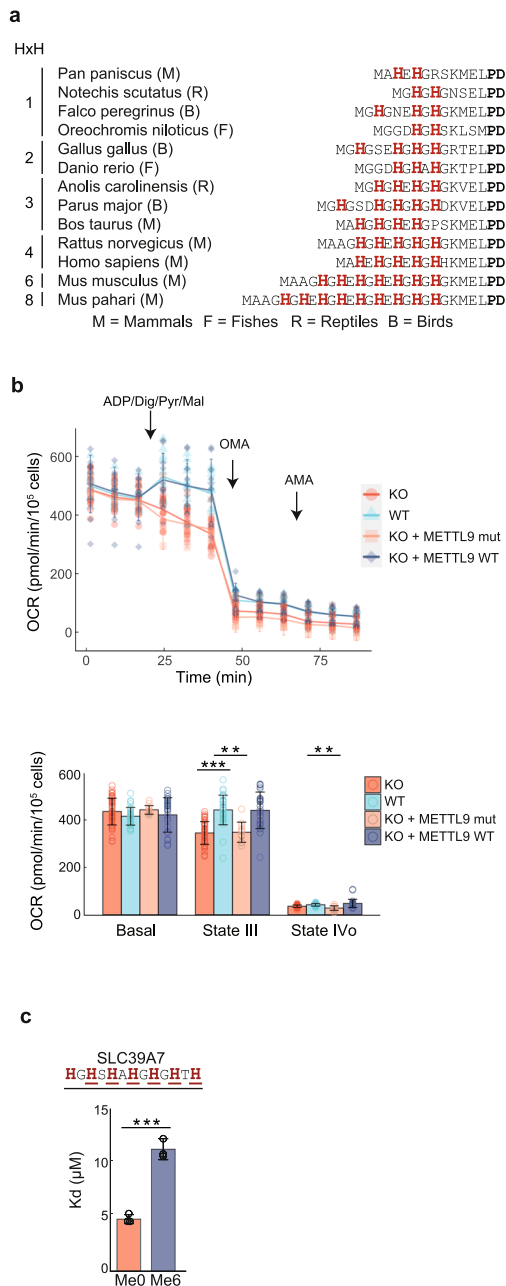 a
HxH
1
Pan paniscus (M) MAHEHGRSKMELPD
Notechis scutatus (R) MGHGHGNSELPD
Falco peregrinus (B) MGHGNEHGHGKMELPD
Oreochromis niloticus (F) MGGDHGHSKLSMPD
2
Gallus gallus (B) MGHGSEHGHGHGRTELPD
Danio rerio (F) MGGDHGHAHGKTPLPD
3
Anolis carolinensis (R) MGHGHEHGHGKVELPD
Parus major (B) MGHGSDHGHGHGHDKVELPD
Bos taurus (M) MAHGHGHEHGPSKMELPD
4
Rattus norvegicus (M) MAAGHGHEHGHGHGKMELPD
Homo sapiens (M) MAHEHGHEHGHHKMELPD
6
Mus musculus (M) MAAGHGHEHGHEHGHGHGKMELPD
8
Mus pahari (M) MAAGHGHGHEHGHEHGHEHGHGHGKMELPD
M = Mammals F = Fishes R = Reptiles B = Birds
b
ADP/Dig/Pyr/Mal
OMA
AMA
OCR (pmol/min/10⁵ cells)
600
400
200
0
0
25
50
75
Time (min)
KO
WT
KO + METTL9 mut
KO + METTL9 WT
OCR (pmol/min/10⁵ cells)
600
400
200
0
**
***
**
Basal
State III
State IVo
KO
WT
KO + METTL9 mut
KO + METTL9 WT
c
SLC39A7
HGHSHAHGHGHTH
Kd (µM)
15
10
5
0
***
Me0 Me6